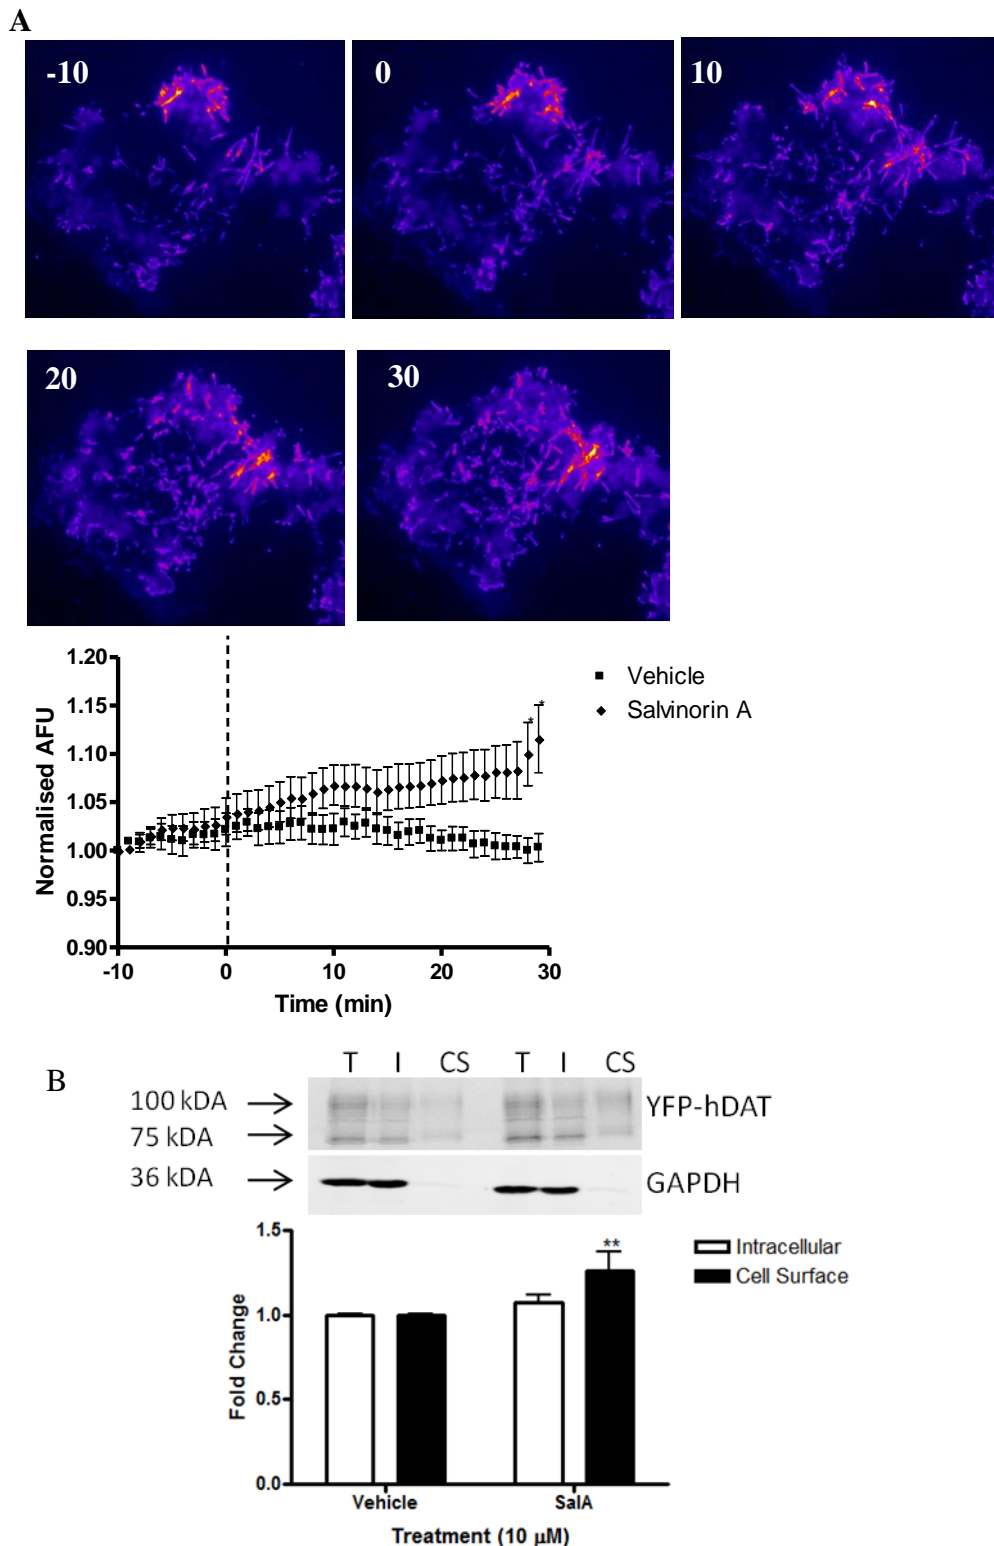 A
-10
0
10
20
30
1.20
1.15
1.10
1.05
1.00
0.95
0.90
Normalised AFU
-10
0
10
20
30
Time (min)
Vehicle
Salvinorin A
*
*
B
T
I
CS
T
I
CS
100 kDA
75 kDA
36 kDA
YFP-hDAT
GAPDH
1.5
1.0
0.5
0.0
Fold Change
**
Intracellular
Cell Surface
Vehicle
SalA
Treatment (10 µM)